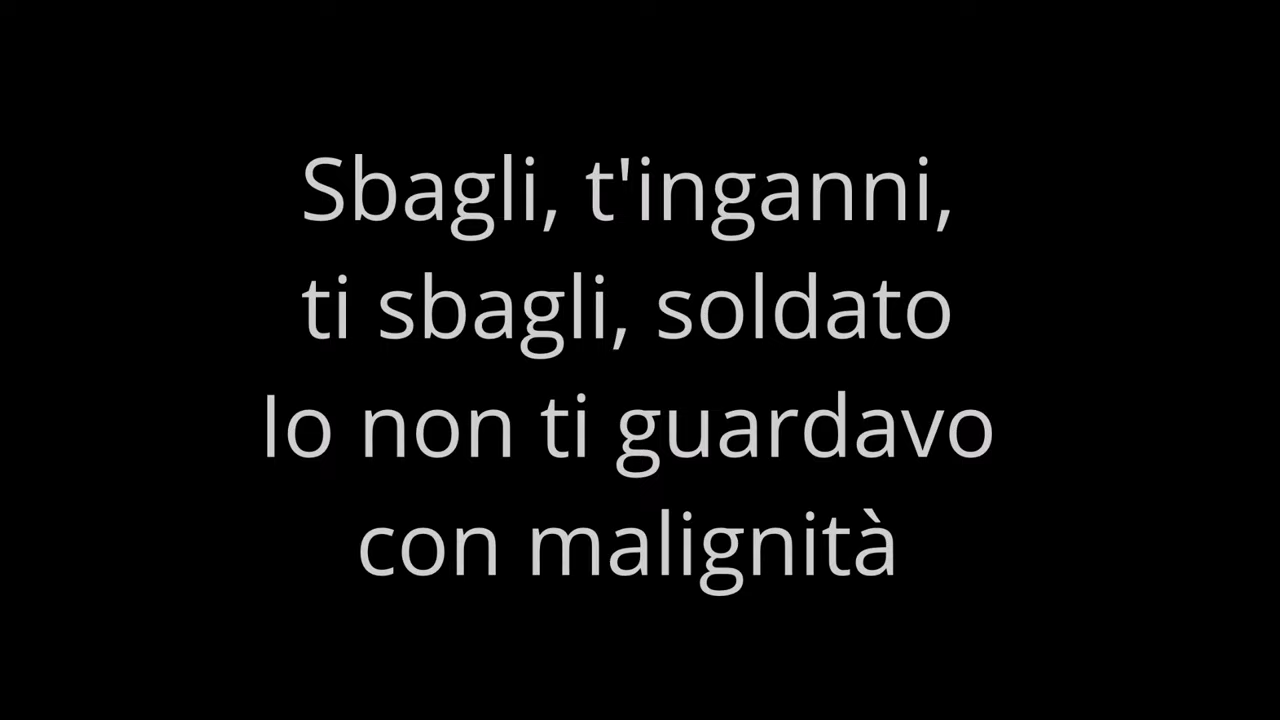 Sbagli, t'inganni,
ti sbagli, soldato
Io non ti guardavo
con malignità